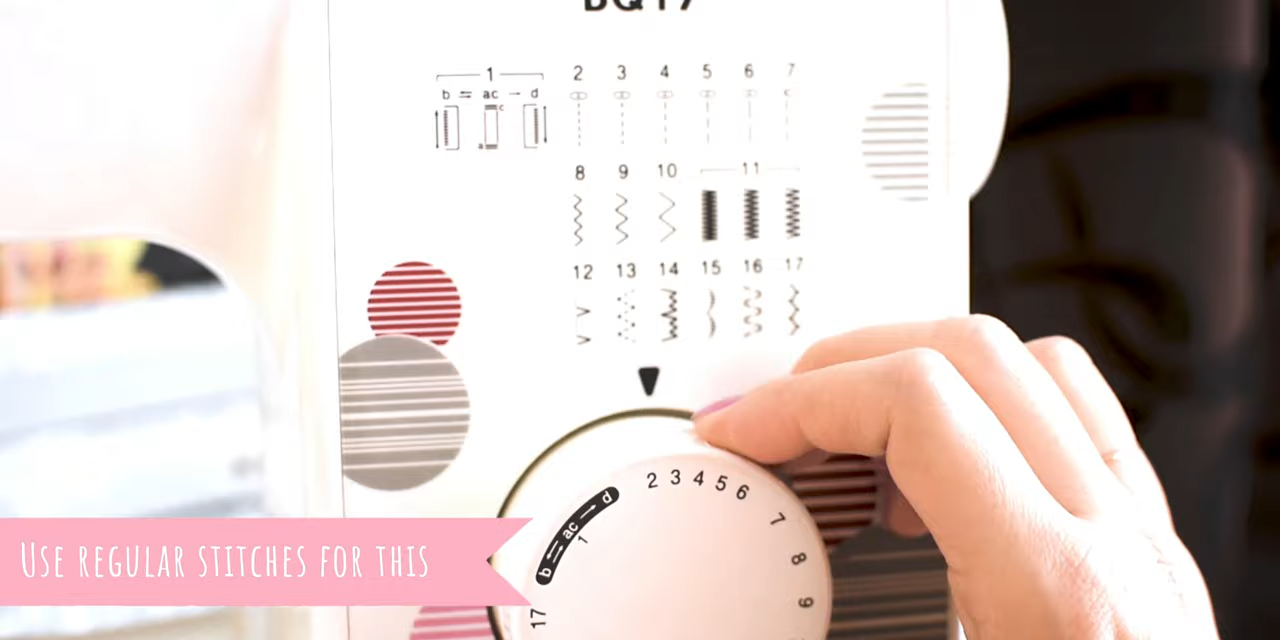 BQ17
1 2 3 4 5 6 7
b ⇋ ac – d
c
a
8 9 10 11
12 13 14 15 16 17
2 3 4 5 6
7
8
9
b ⇋ ac → d
1
17
USE REGULAR STITCHES FOR THIS